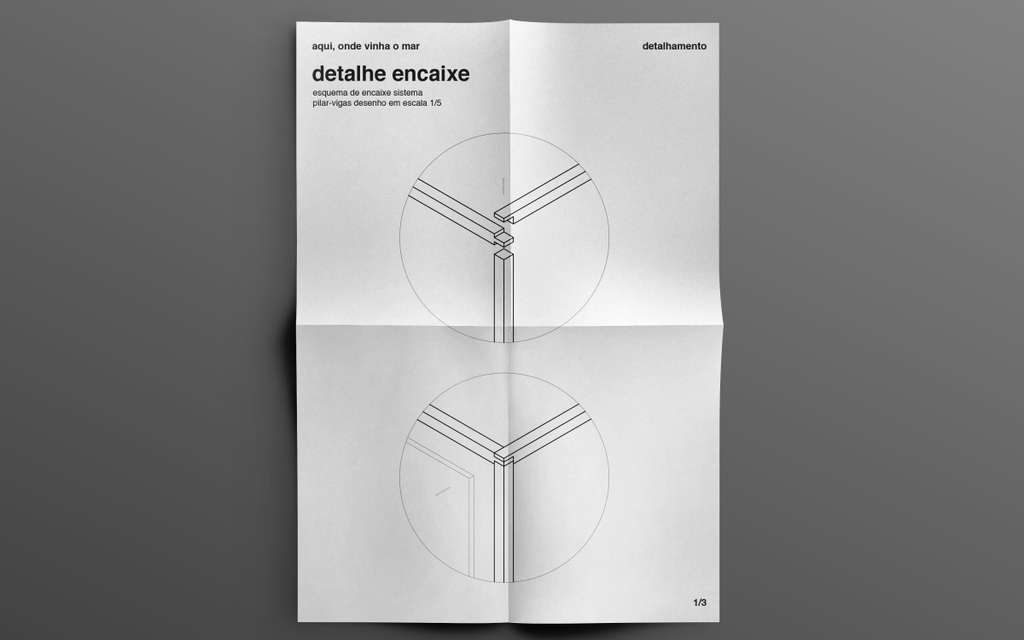 aqui, onde vinha o mar
detalhamento
detalhe encaixe
esquema de encaixe sistema
pilar-vigas desenho em escala 1/5
1/3